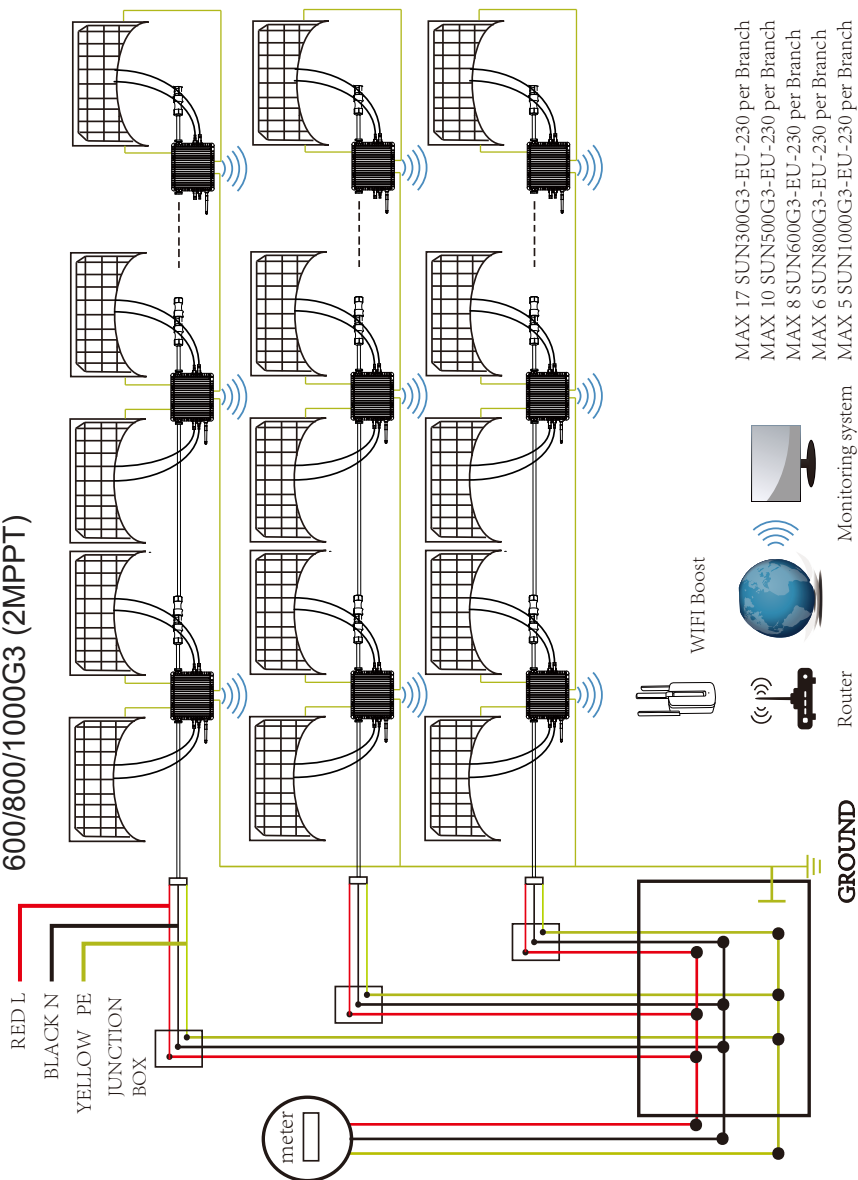 600/800/1000G3 (2MPPT)
RED L
BLACK N
YELLOW PE
JUNCTION
BOX
meter
GROUND
WIFI Boost
Router
Monitoring system
MAX 17 SUN300G3-EU-230 per Branch
MAX 10 SUN500G3-EU-230 per Branch
MAX 8 SUN600G3-EU-230 per Branch
MAX 6 SUN800G3-EU-230 per Branch
MAX 5 SUN1000G3-EU-230 per Branch